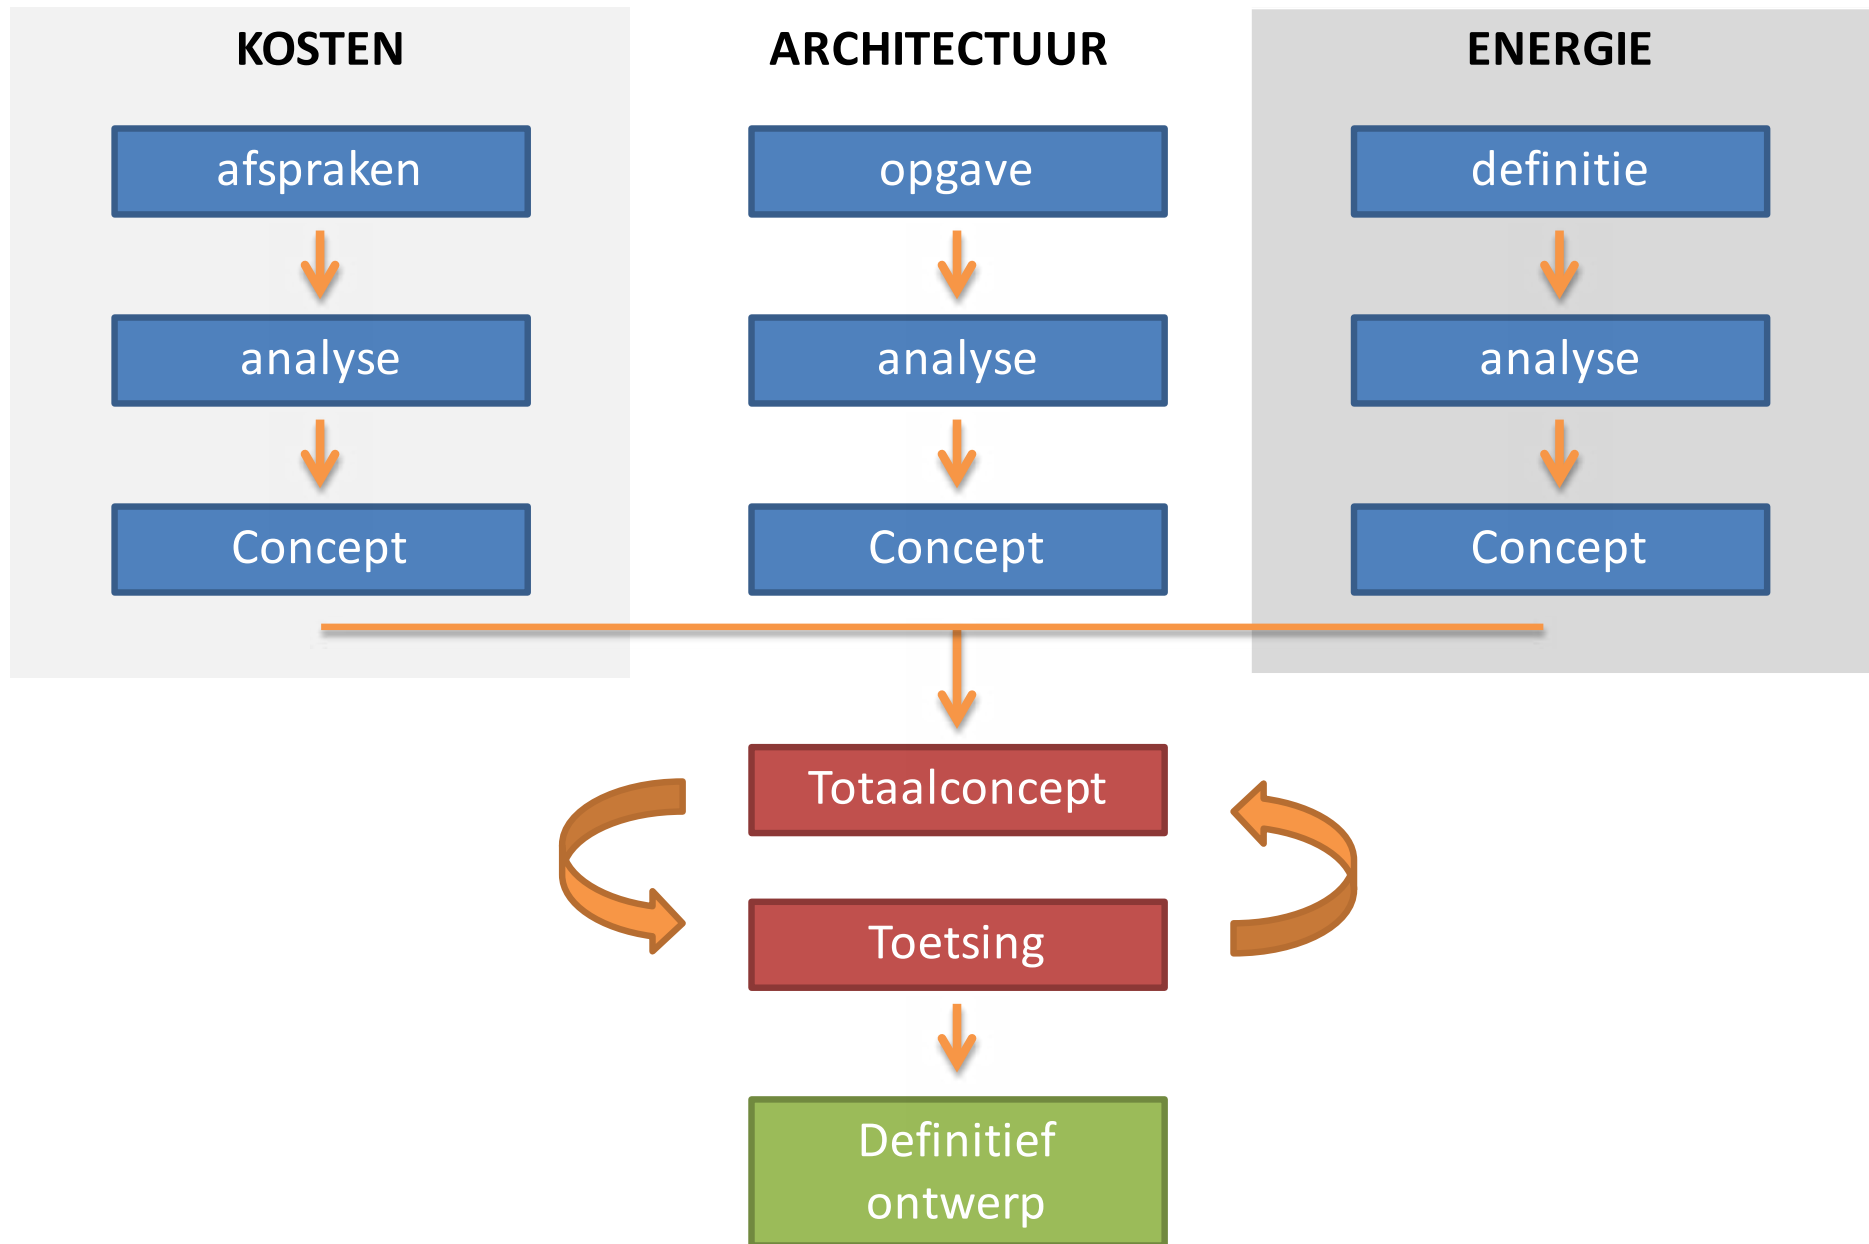 KOSTEN
ARCHITECTUUR
ENERGIE
afspraken
opgave
definitie
analyse
analyse
analyse
Concept
Concept
Concept
Totaalconcept
Toetsing
Definitief
ontwerp